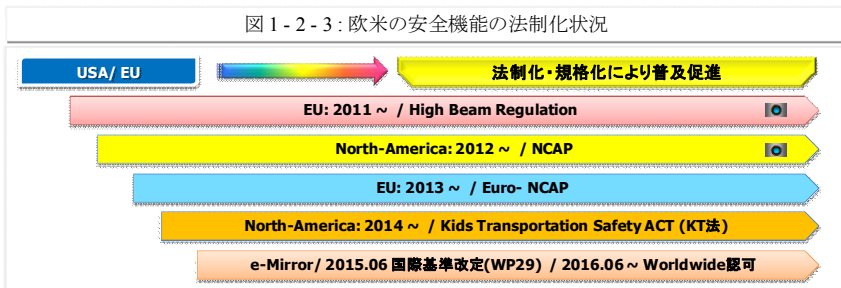 図 1 - 2 - 3 : 欧米の安全機能の法制化状況
USA/ EU
法制化・規格化により普及促進
EU: 2011 ~ / High Beam Regulation
North-America: 2012 ~ / NCAP
EU: 2013 ~ / Euro- NCAP
North-America: 2014 ~ / Kids Transportation Safety ACT (KT法)
e-Mirror/ 2015.06 国際基準改定(WP29) / 2016.06 ~ Worldwide認可